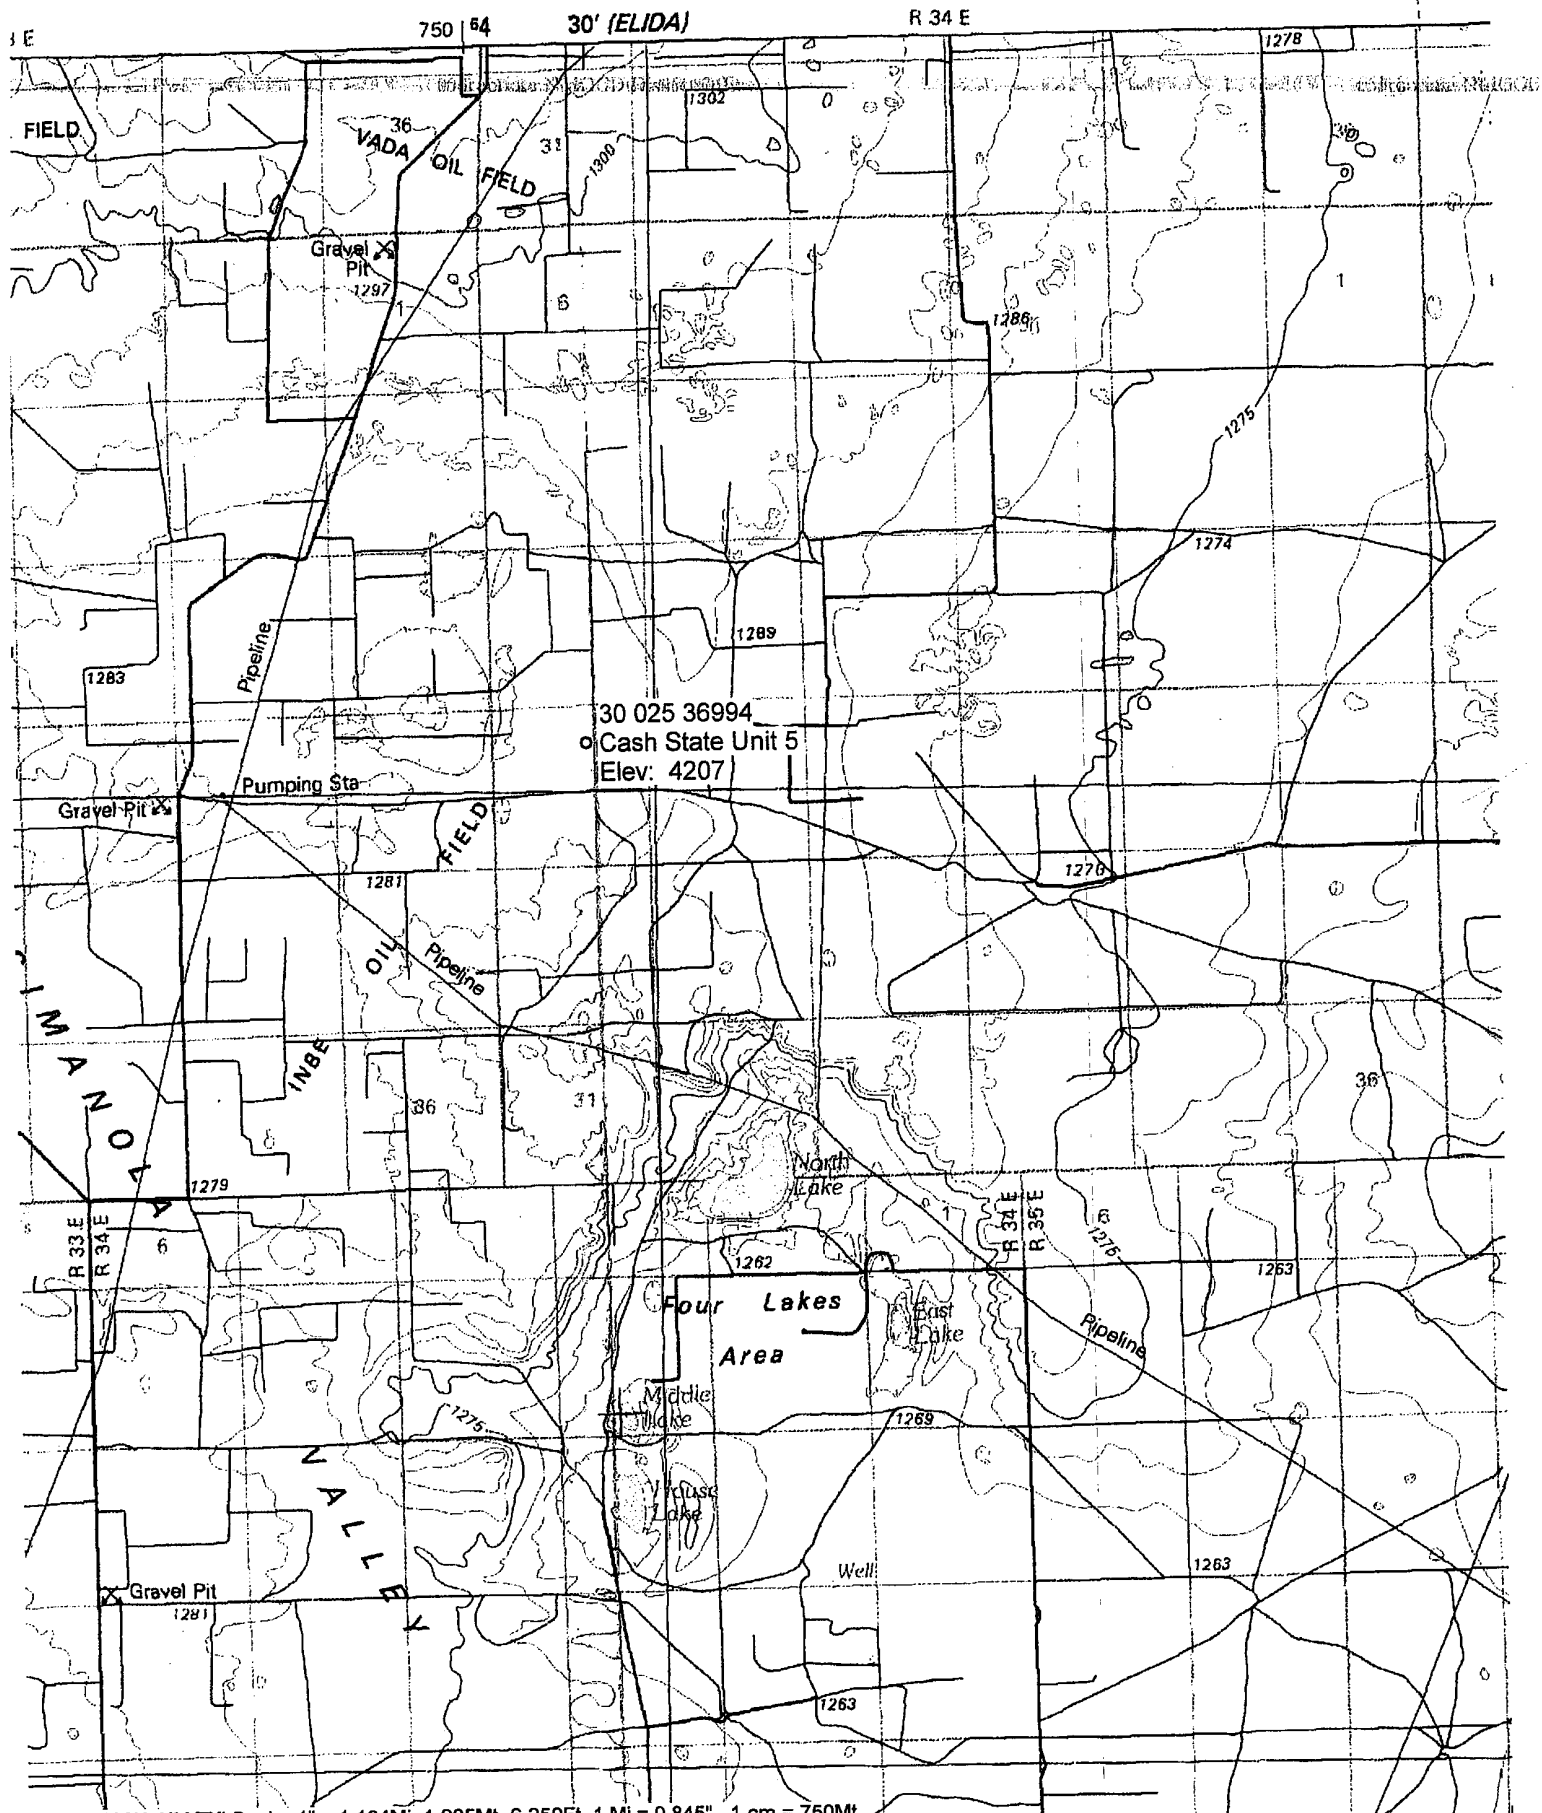 750 64 30' (ELIDA) R 34 E
1278
1302
FIELD
36
VADA OIL FIELD
31
1300
Gravel
Pit
1297
1
6
1
1286
1275
1274
1289
Pipeline
1283
30 025 36994
Cash State Unit 5
Elev: 4207
Pumping Sta
Gravel Pit
FIELD
1281
1276
OIL
Pipeline
INBE
36
31
36
North
Lake
1279
6
R 33 E
R 34 E
6
1
R 34 E
R 35 E
6
1275
1262
1263
Four Lakes
Area
East
Lake
Pipeline
Middle
Lake
1275
1269
House
Lake
VALLEY
Well
1263
Gravel Pit
1281
1263